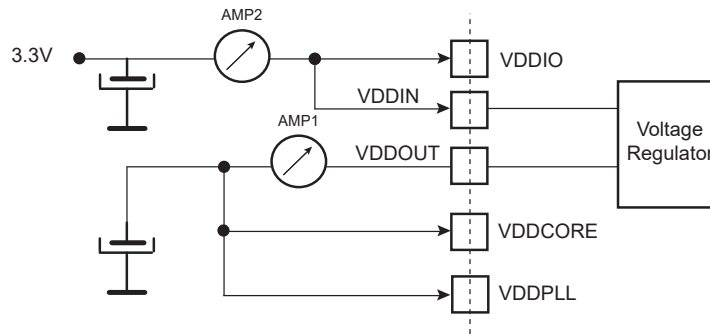 AMP2
3.3V
VDDIO
VDDIN
AMP1
Voltage
Regulator
VDDOUT
VDDCORE
VDDPLL